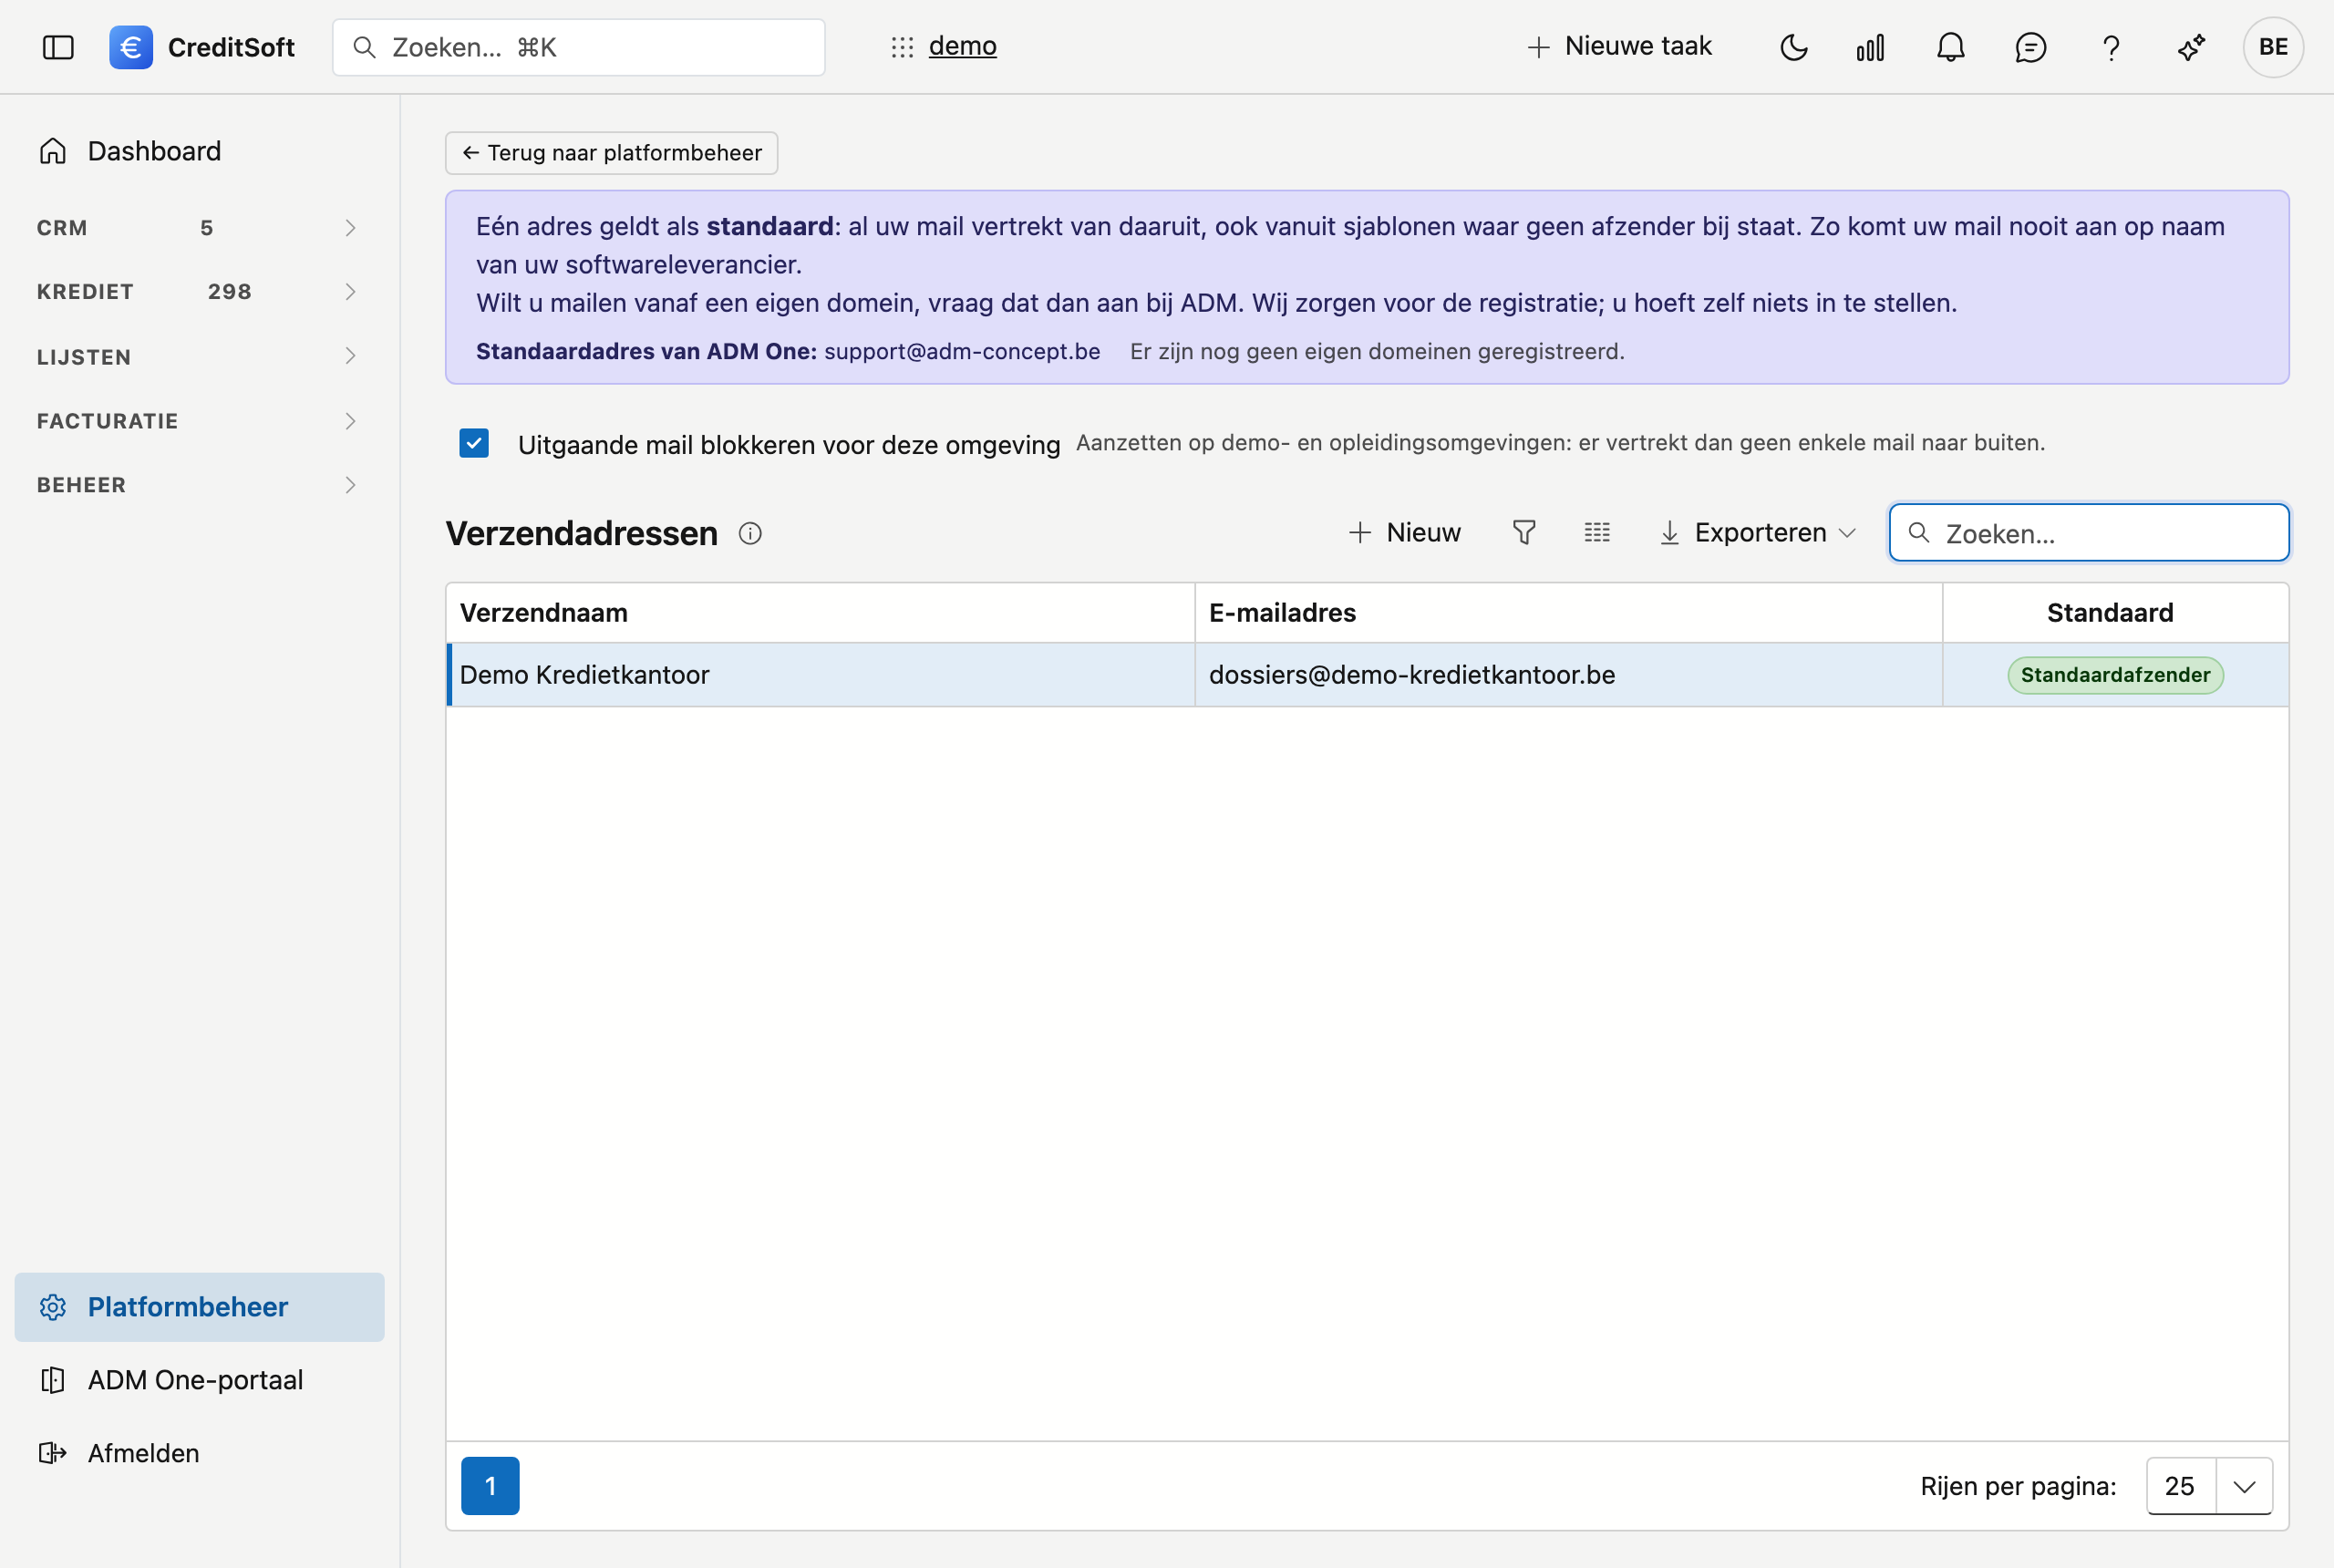 CreditSoft
Zoeken... ⌘K
demo
Nieuwe taak
BE
Dashboard
CRM 5
KREDIET 298
LIJSTEN
FACTURATIE
BEHEER
Platformbeheer
ADM One-portaal
Afmelden
← Terug naar platformbeheer
Eén adres geldt als standaard: al uw mail vertrekt van daaruit, ook vanuit sjablonen waar geen afzender bij staat. Zo komt uw mail nooit aan op naam
van uw softwareleverancier.
Wilt u mailen vanaf een eigen domein, vraag dat dan aan bij ADM. Wij zorgen voor de registratie; u hoeft zelf niets in te stellen.
Standaardadres van ADM One: support@adm-concept.be Er zijn nog geen eigen domeinen geregistreerd.
Uitgaande mail blokkeren voor deze omgeving Aanzetten op demo- en opleidingsomgevingen: er vertrekt dan geen enkele mail naar buiten.
Verzendadressen
Nieuw
Exporteren
Zoeken...
Verzendnaam E-mailadres Standaard
Demo Kredietkantoor dossiers@demo-kredietkantoor.be Standaardafzender
1
Rijen per pagina: 25